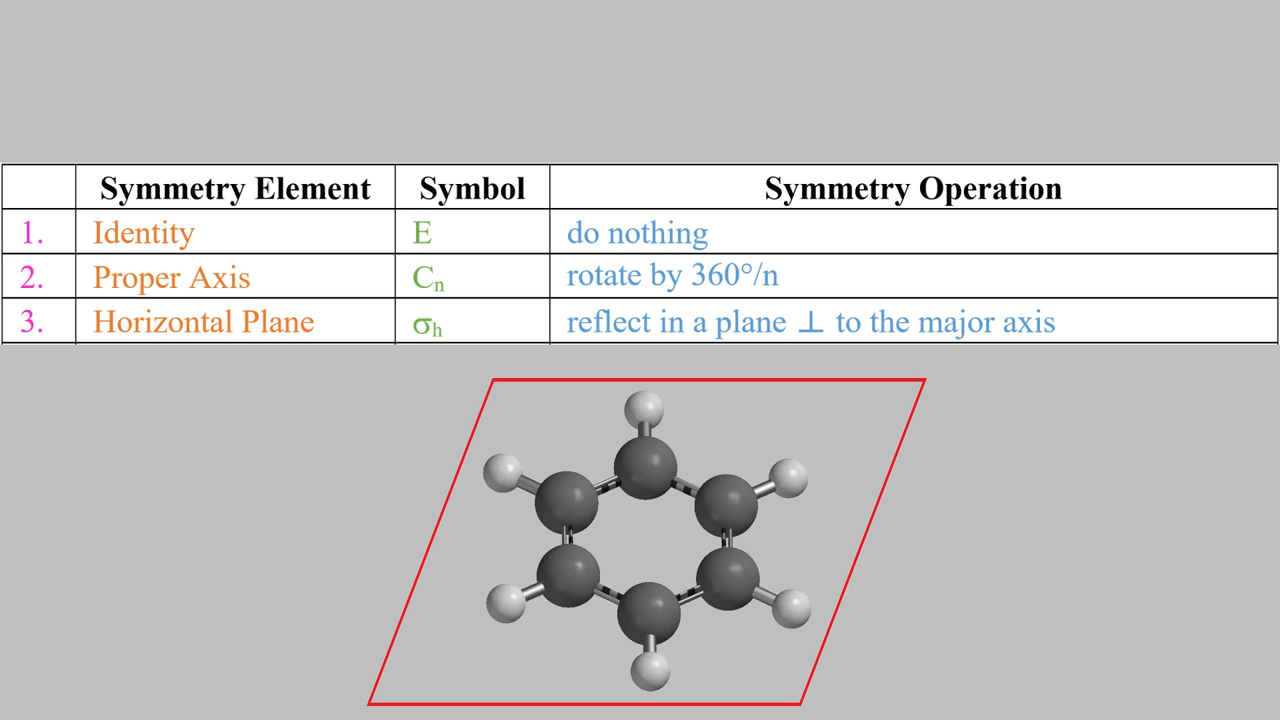 Symmetry Element Symbol Symmetry Operation
1. Identity E do nothing
2. Proper Axis Cₙ rotate by 360°/n
3. Horizontal Plane σₕ reflect in a plane ⊥ to the major axis